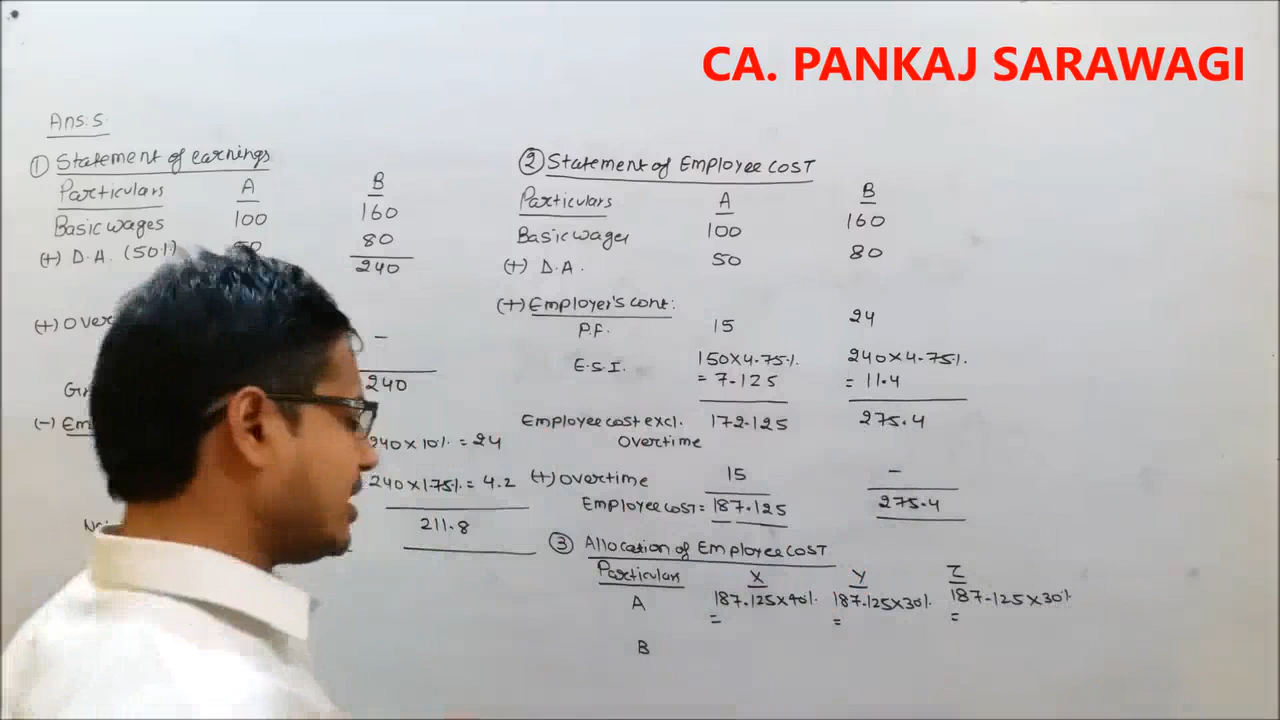 CA. PANKAJ SARAWAGI
Ans:5
① Statement of earnings
Particulars A B
Basic wages 100 160
(+) D.A. (50%) 80
240
(+)
-
240
(-)
240×10% = 24
240×1.75% = 4.2
211.8
② Statement of Employee cost
Particulars A B
Basic wages 100 160
(+) D.A. 50 80
(+) Employer's cont:
P.F. 15 24
E.S.I. 150×4.75% 240×4.75%
= 7.125 = 11.4
Employee cost excl. 172.125 275.4
overtime
(+) overtime 15 -
Employee cost = 187.125 275.4
③ Allocation of Employee cost
Particulars X Y Z
A 187.125×40% 187.125×30% 187.125×30%
= = =
B